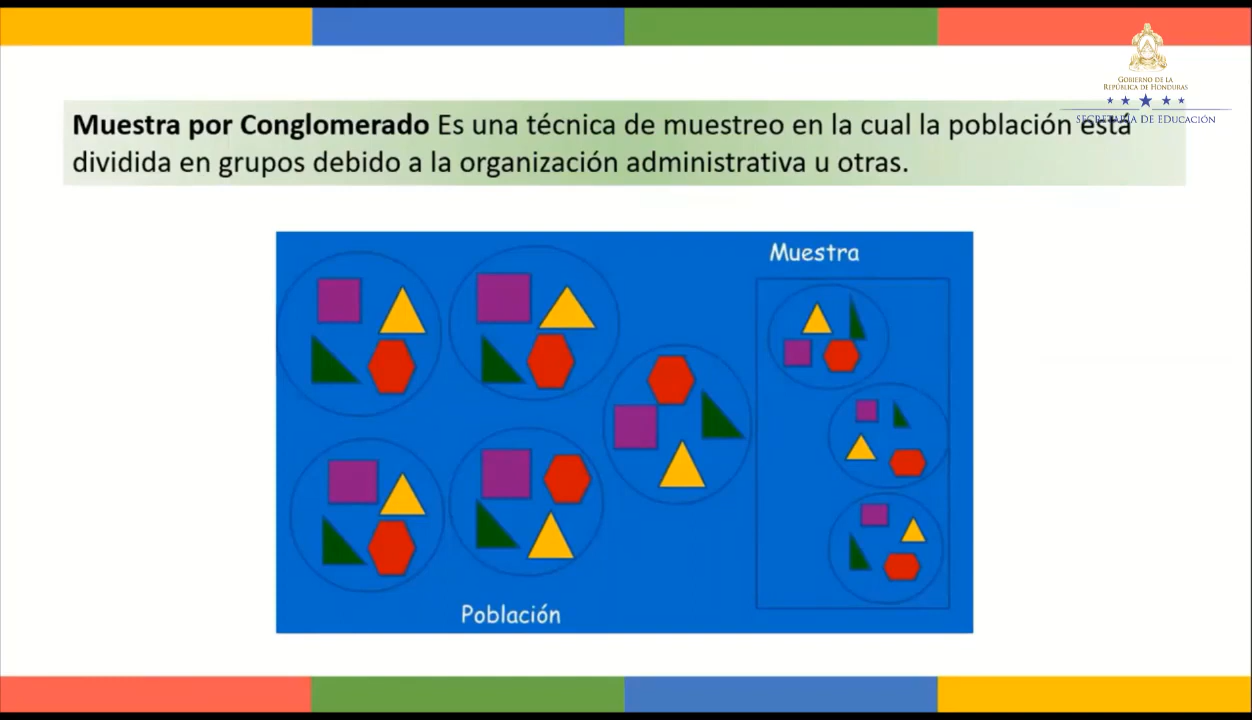 GOBIERNO DE LA
REPÚBLICA DE HONDURAS
SECRETARÍA DE EDUCACIÓN
Muestra por Conglomerado Es una técnica de muestreo en la cual la población está
dividida en grupos debido a la organización administrativa u otras.
Muestra
Población